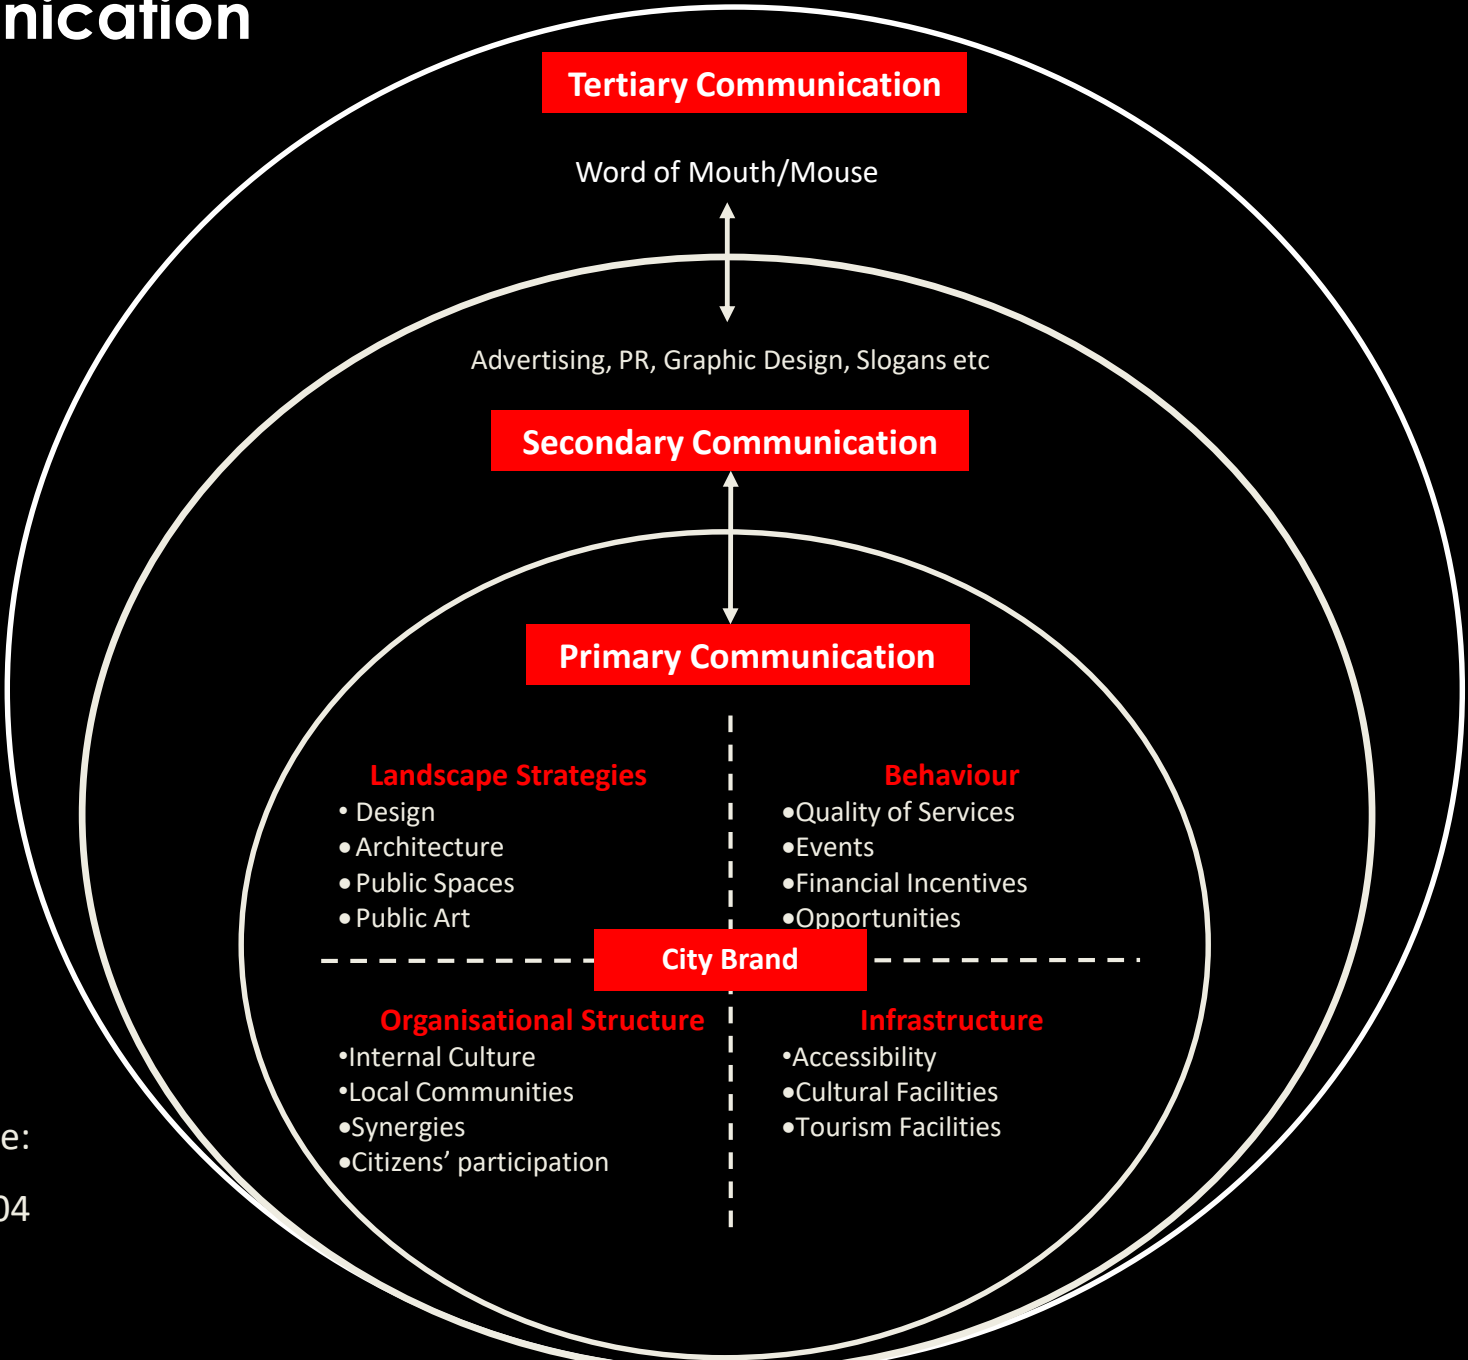 nication
Tertiary Communication
Word of Mouth/Mouse
Advertising, PR, Graphic Design, Slogans etc
Secondary Communication
Primary Communication
Landscape Strategies
• Design
• Architecture
• Public Spaces
• Public Art
Behaviour
•Quality of Services
•Events
•Financial Incentives
•Opportunities
City Brand
Organisational Structure
•Internal Culture
•Local Communities
•Synergies
•Citizens’ participation
Infrastructure
•Accessibility
•Cultural Facilities
•Tourism Facilities
e:
04